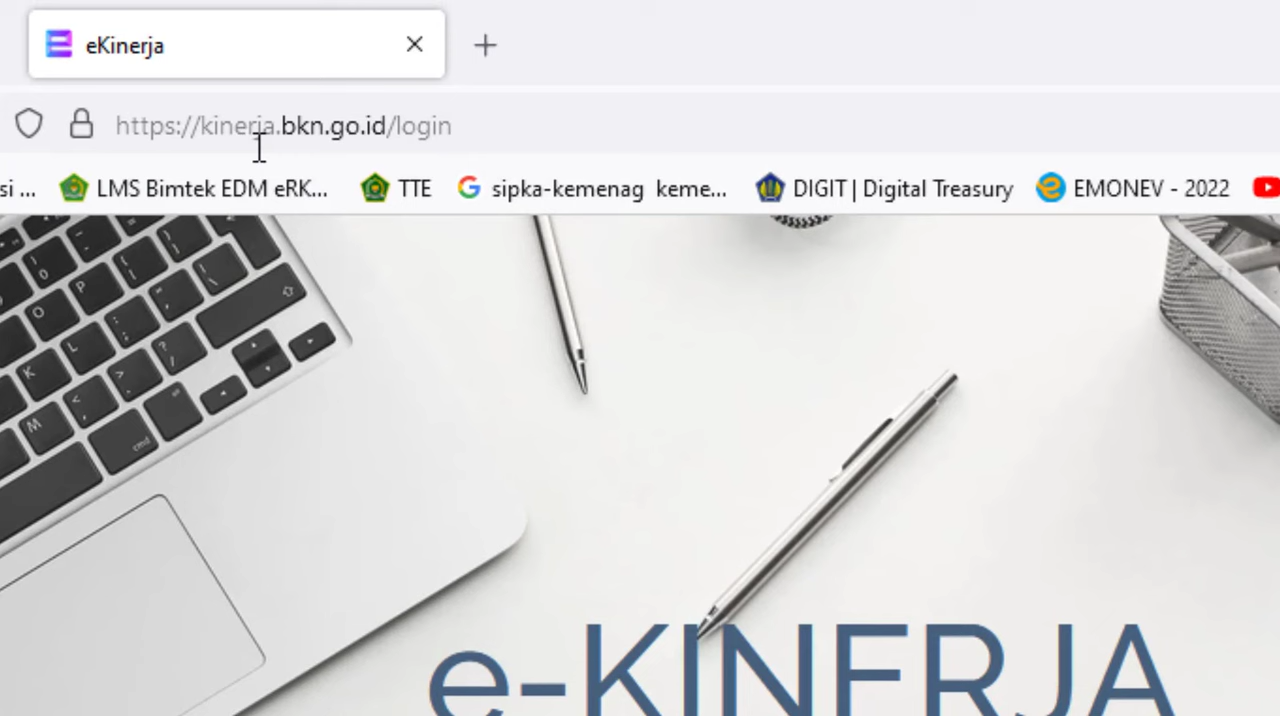 eKinerja
https://kinerja.bkn.go.id/login
si ... LMS Bimtek EDM eRK... TTE sipka-kemenag keme... DIGIT | Digital Treasury EMONEV - 2022
e-KINERJA